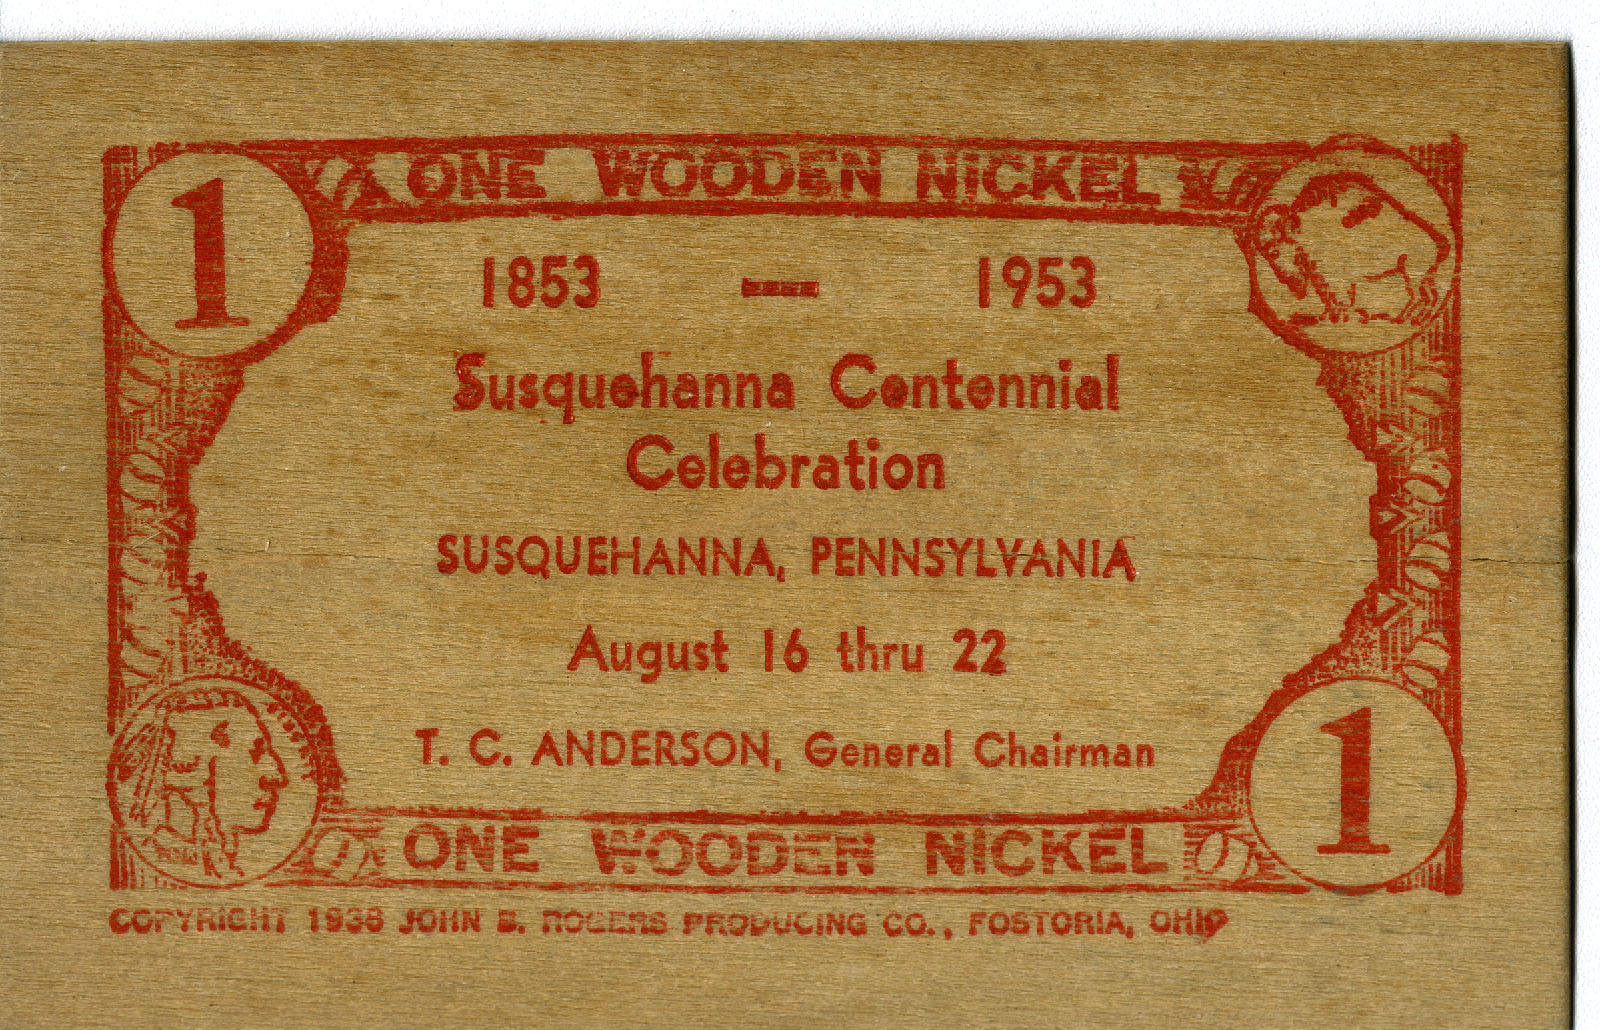 1 ONE WOODEN NICKEL
1853 — 1953
Susquehanna Centennial
Celebration
SUSQUEHANNA, PENNSYLVANIA
August 16 thru 22
T. C. ANDERSON, General Chairman
ONE WOODEN NICKEL 1
COPYRIGHT 1938 JOHN B. ROGERS PRODUCING CO., FOSTORIA, OHIO